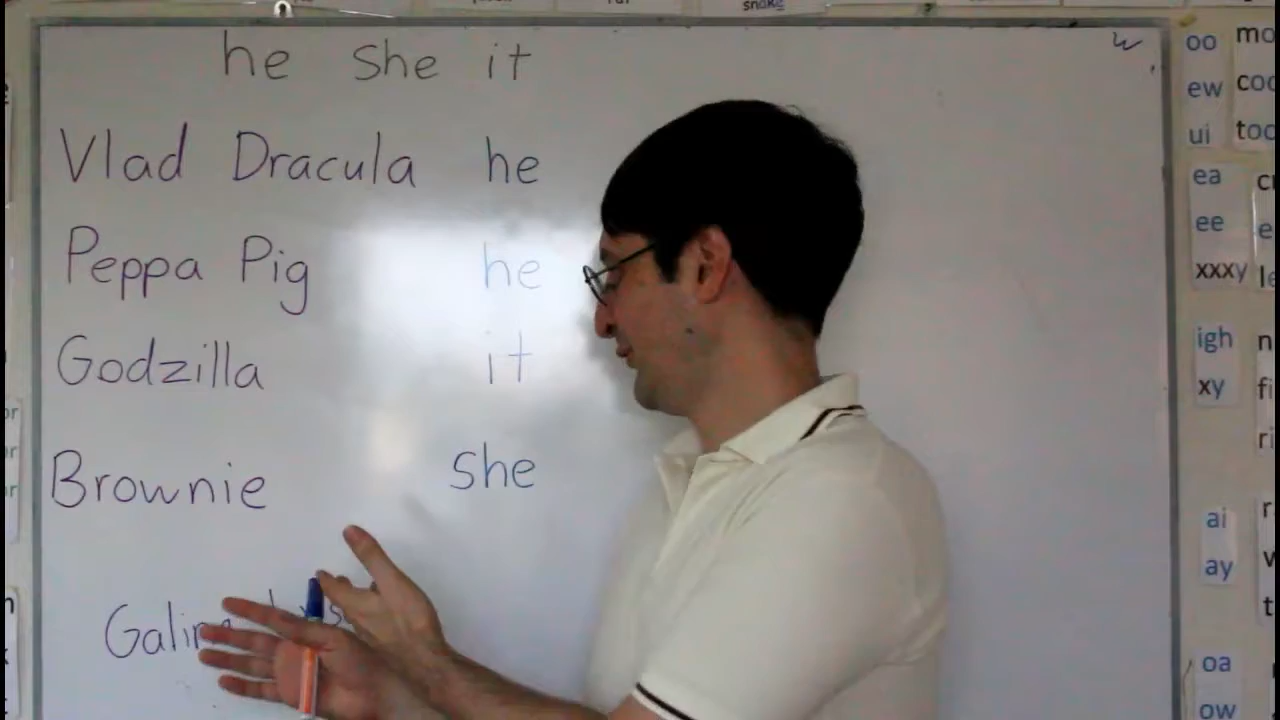 snake
he she it
Vlad Dracula he
Peppa Pig he
Godzilla it
Brownie she
oo
ew
ui
ea
ee
xxxy
igh
xy
ai
ay
oa
ow